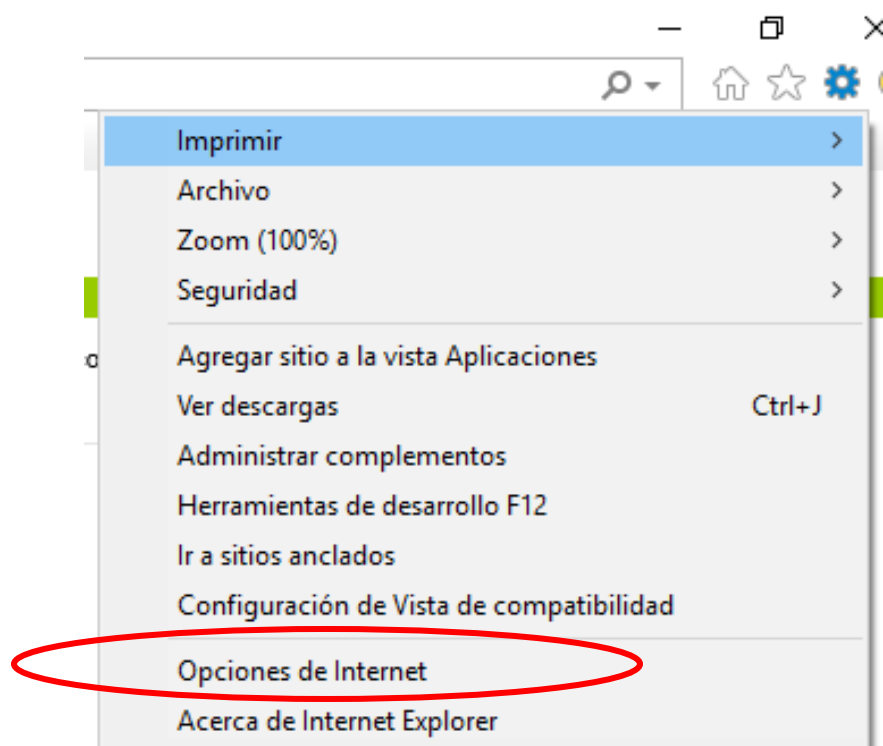 Imprimir
Archivo
Zoom (100%)
Seguridad
Agregar sitio a la vista Aplicaciones
Ver descargas Ctrl+J
Administrar complementos
Herramientas de desarrollo F12
Ir a sitios anclados
Configuración de Vista de compatibilidad
Opciones de Internet
Acerca de Internet Explorer